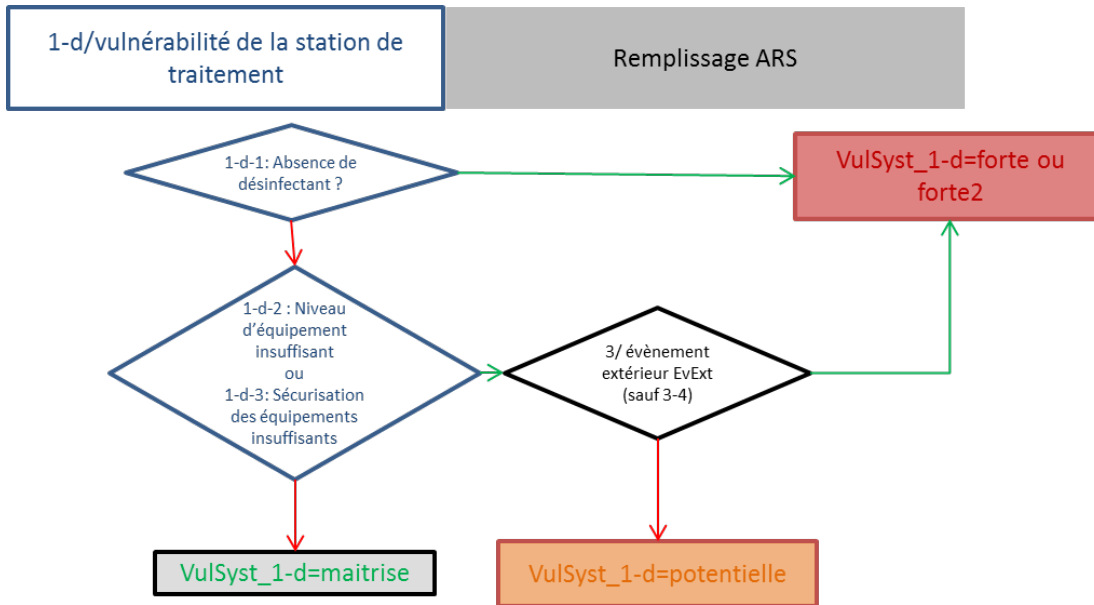 1-d/vulnérabilité de la station de
traitement
Remplissage ARS
1-d-1: Absence de
désinfectant ?
VulSyst_1-d=forte ou
forte2
1-d-2 : Niveau
d’équipement
insuffisant
ou
1-d-3: Sécurisation
des équipements
insuffisants
3/ évènement
extérieur EvExt
(sauf 3-4)
VulSyst_1-d=maitrise
VulSyst_1-d=potentielle